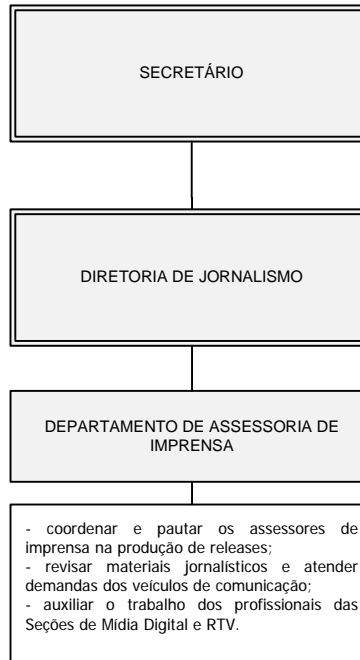 SECRETÁRIO
DIRETORIA DE JORNALISMO
DEPARTAMENTO DE ASSESSORIA DE
IMPRENSA
- coordenar e pautar os assessores de
imprensa na produção de releases;
- revisar materiais jornalísticos e atender
demandas dos veículos de comunicação;
- auxiliar o trabalho dos profissionais das
Seções de Mídia Digital e RTV.